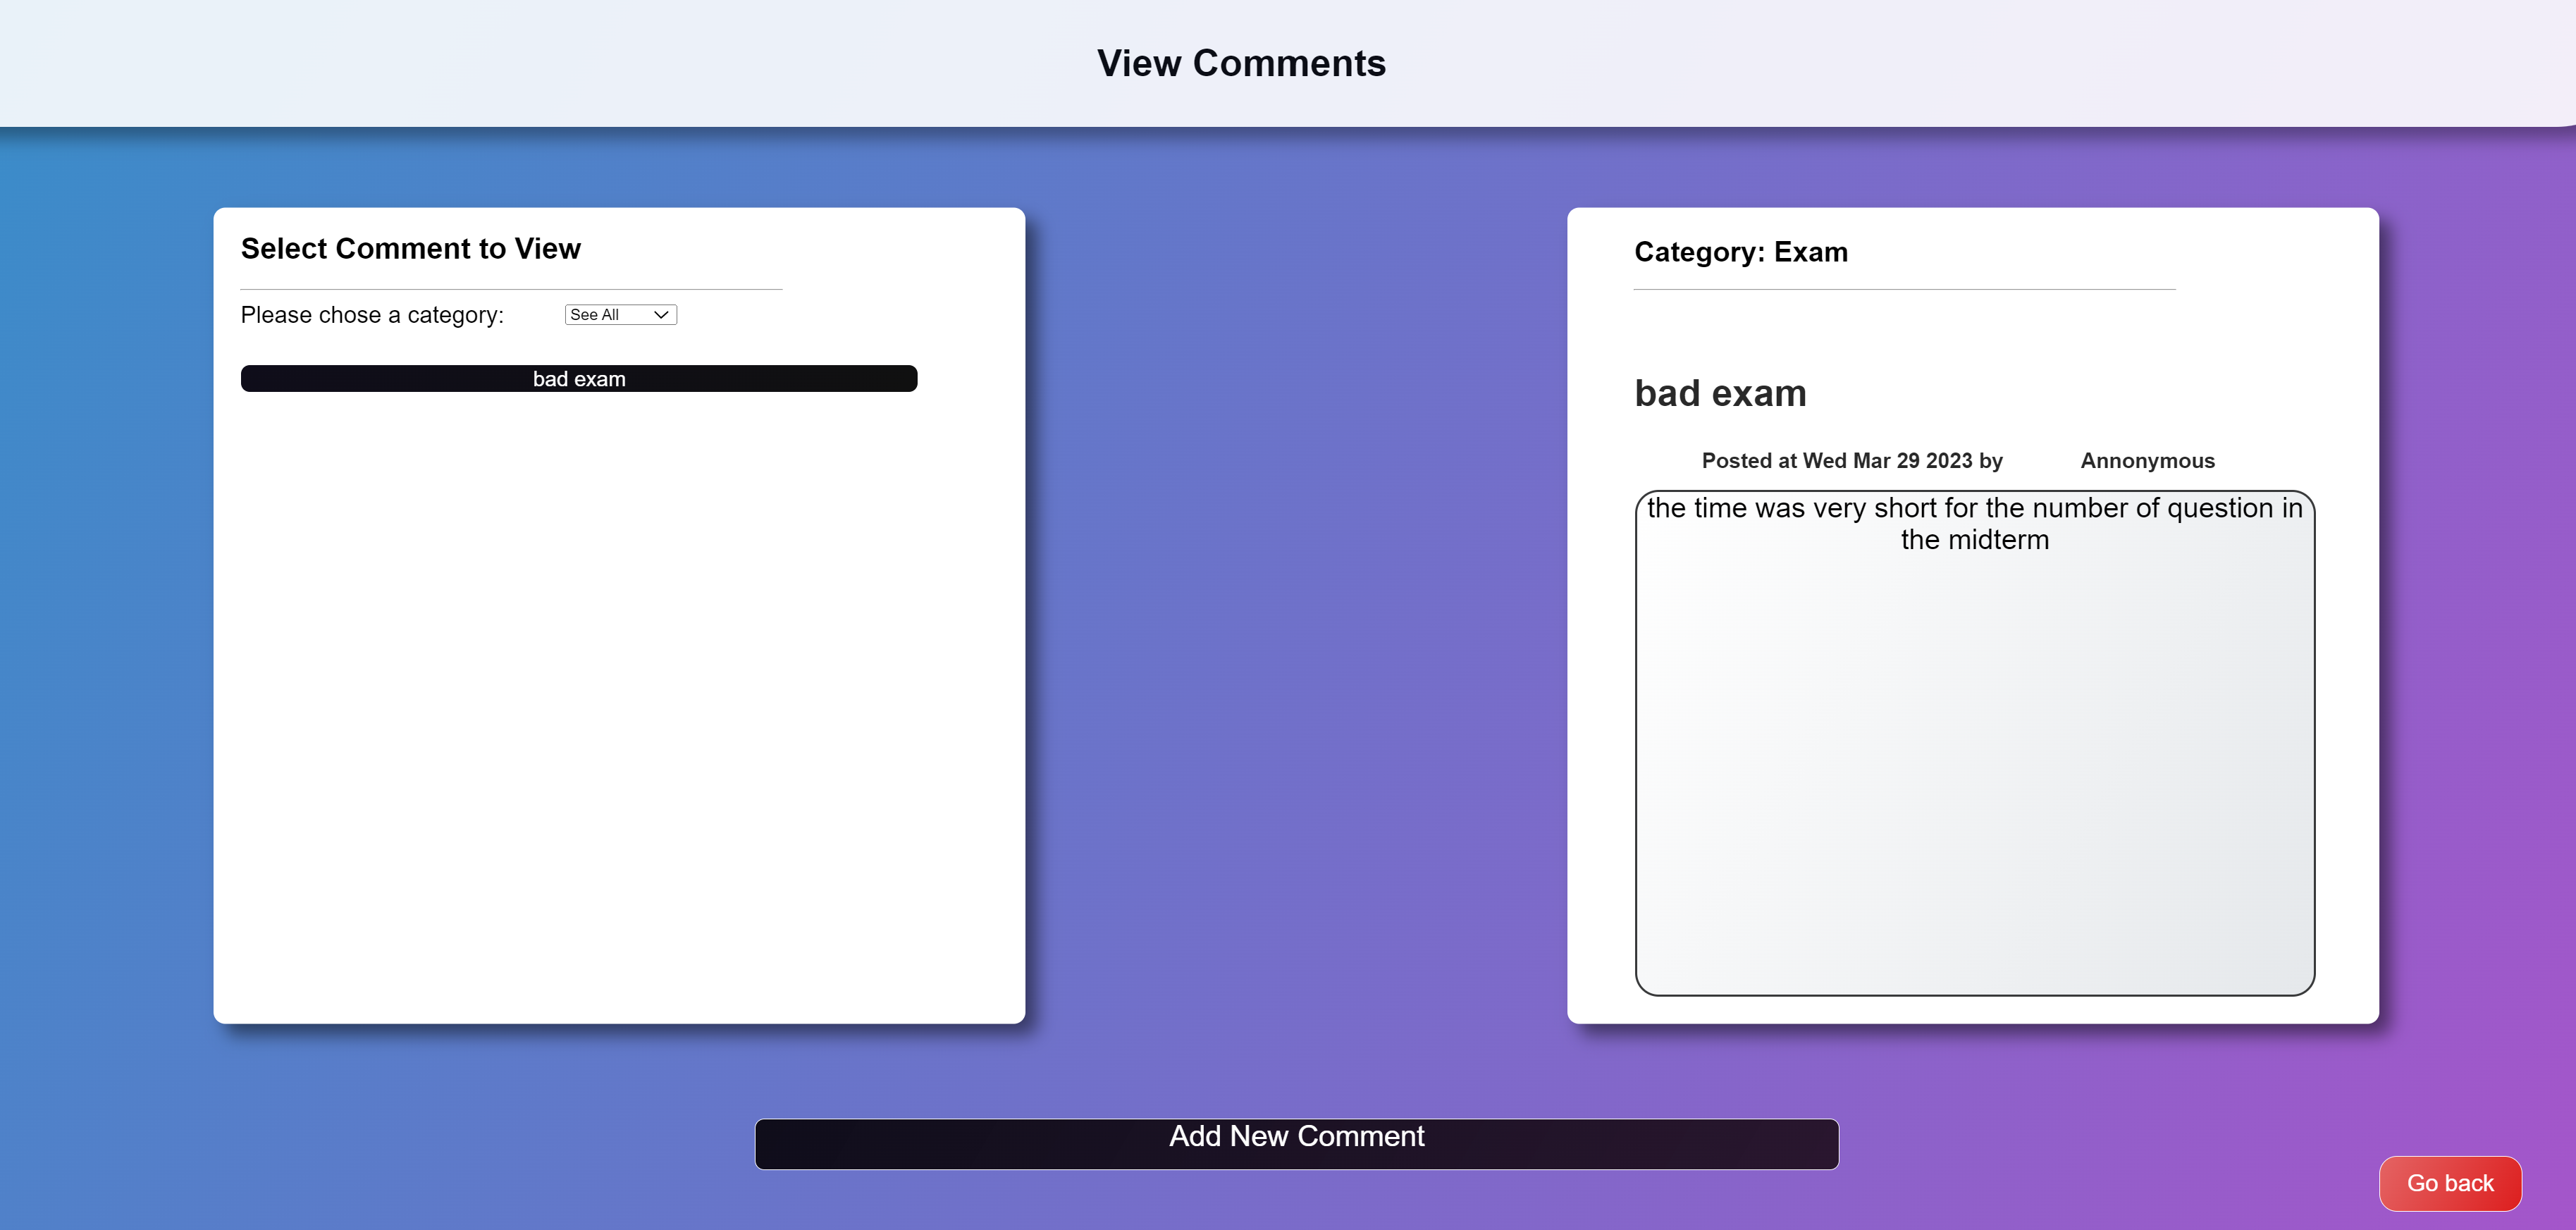 View Comments
Select Comment to View
Please chose a category:
See All
bad exam
Category: Exam
bad exam
Posted at Wed Mar 29 2023 by Annonymous
the time was very short for the number of question in
the midterm
Add New Comment
Go back